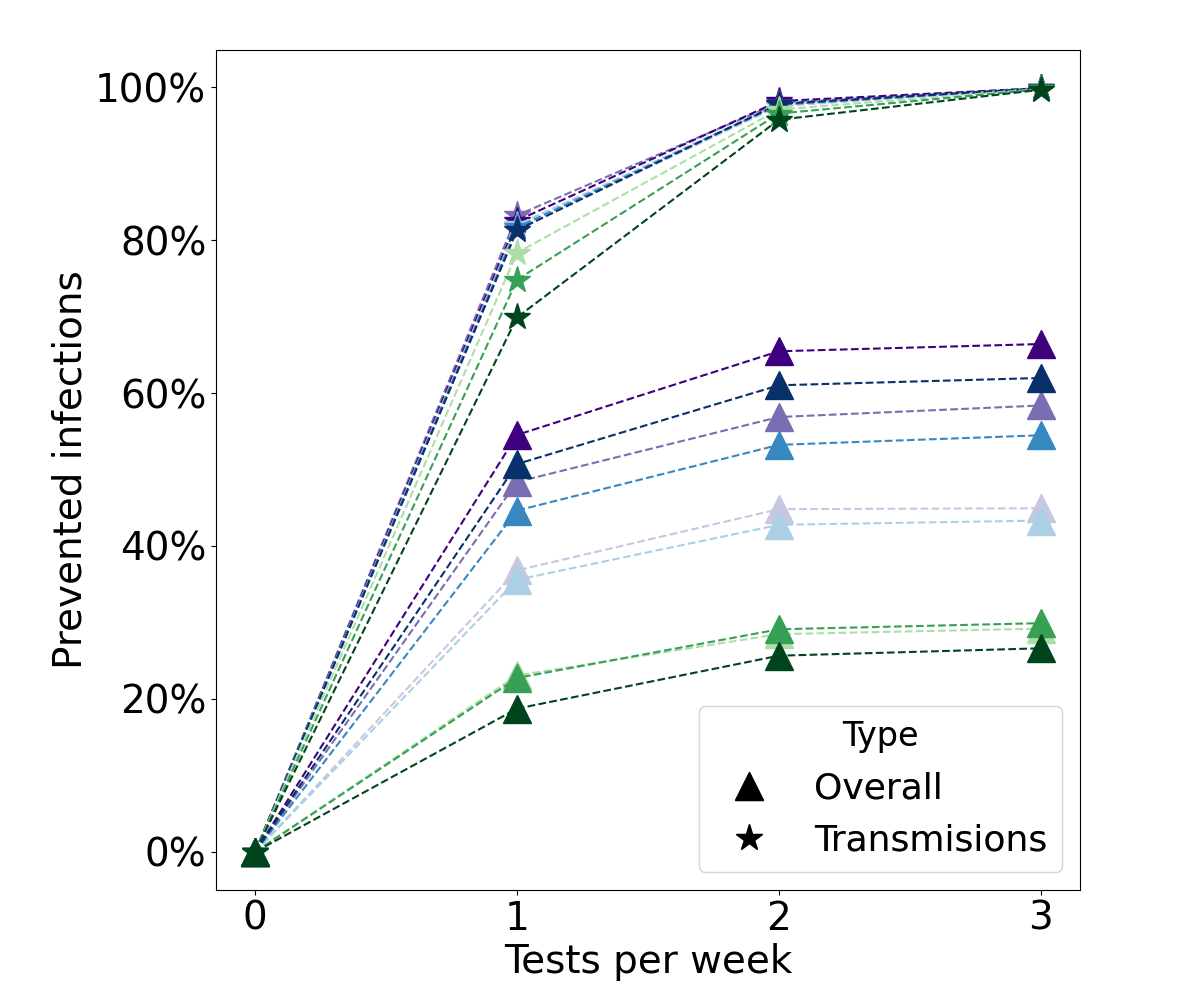 100%
80%
60%
40%
20%
0%
Prevented infections
0 1 2 3
Tests per week
Type
Overall
Transmisions